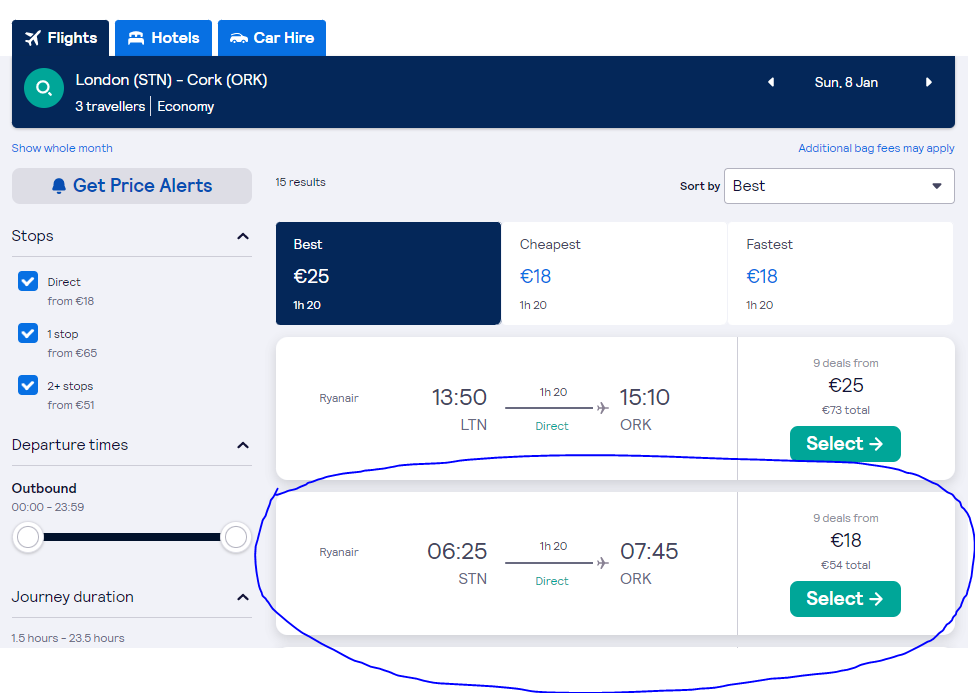 Flights
Hotels
Car Hire
London (STN) - Cork (ORK)
3 travellers | Economy
Sun, 8 Jan
Show whole month
Additional bag fees may apply
Get Price Alerts
15 results
Sort by
Best
Stops
Direct
from €18
1 stop
from €65
2+ stops
from €51
Departure times
Outbound
00:00 - 23:59
Journey duration
1.5 hours - 23.5 hours
Best
€25
1h 20
Cheapest
€18
1h 20
Fastest
€18
1h 20
Ryanair
13:50
LTN
1h 20
Direct
15:10
ORK
9 deals from
€25
€73 total
Select →
Ryanair
06:25
STN
1h 20
Direct
07:45
ORK
9 deals from
€18
€54 total
Select →